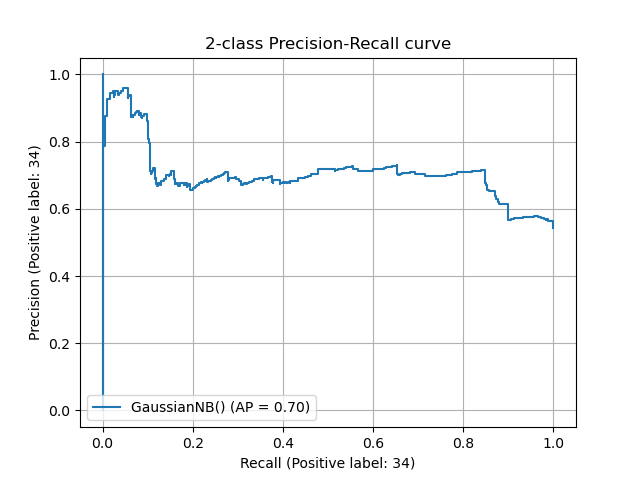 2-class Precision-Recall curve
1.0
0.8
0.6
0.4
0.2
0.0
Precision (Positive label: 34)
GaussianNB() (AP = 0.70)
0.0 0.2 0.4 0.6 0.8 1.0
Recall (Positive label: 34)